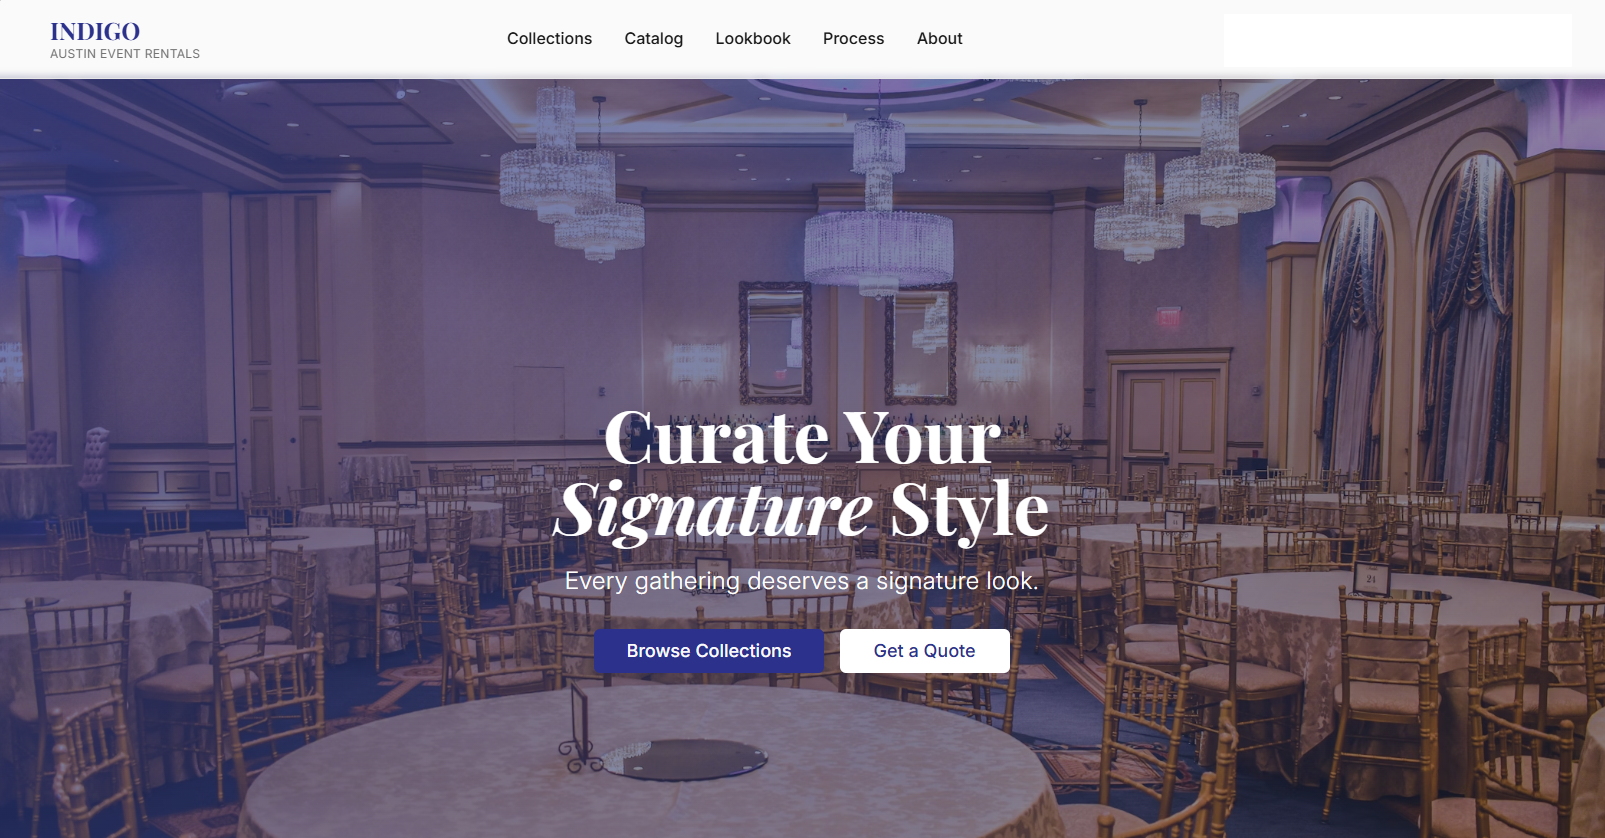 INDIGO
AUSTIN EVENT RENTALS
Collections Catalog Lookbook Process About
Curate Your
Signature Style
Every gathering deserves a signature look.
Browse Collections Get a Quote
24